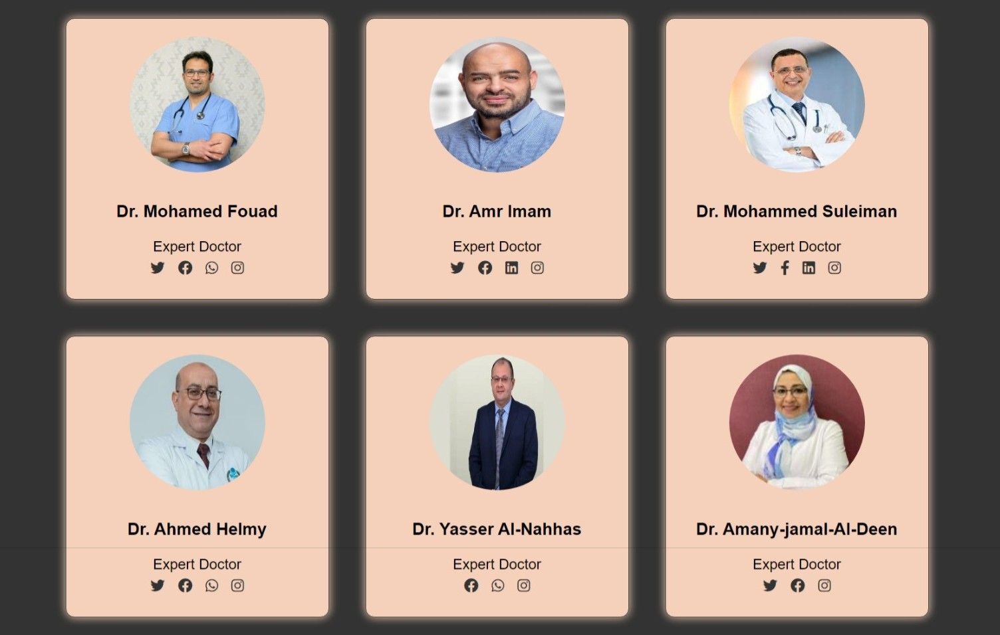 Dr. Mohamed Fouad
Expert Doctor
Dr. Amr Imam
Expert Doctor
Dr. Mohammed Suleiman
Expert Doctor
Dr. Ahmed Helmy
Expert Doctor
Dr. Yasser Al-Nahhas
Expert Doctor
Dr. Amany-jamal-Al-Deen
Expert Doctor